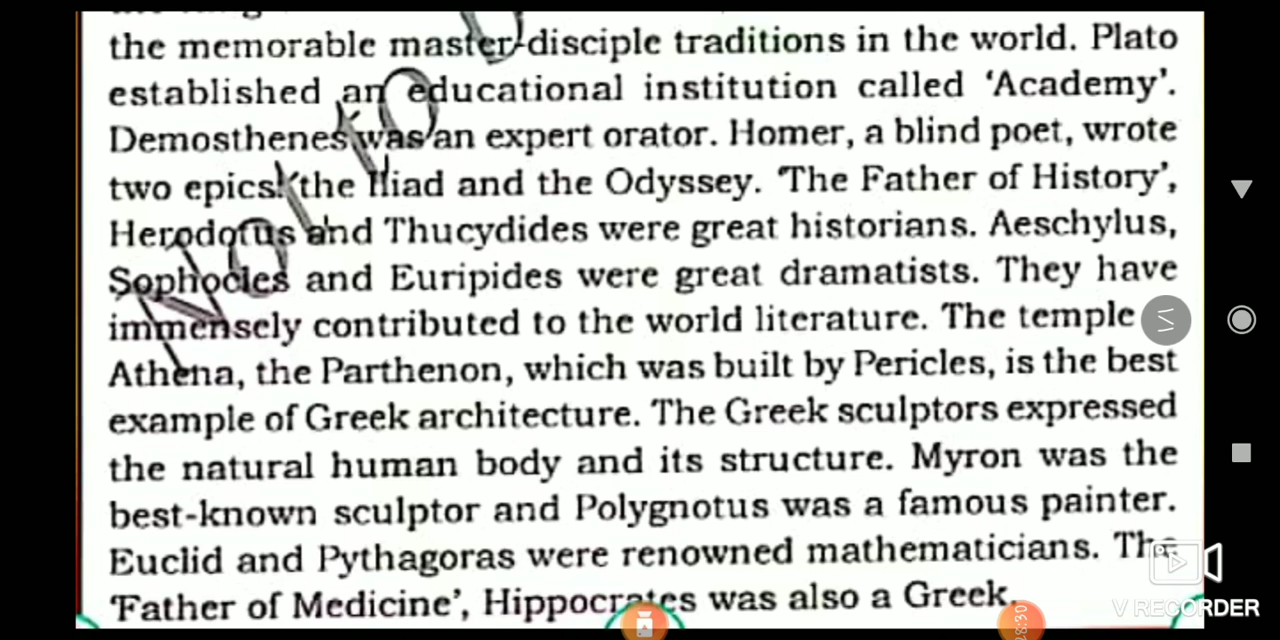 the memorable master-disciple traditions in the world. Plato
established an educational institution called ‘Academy’.
Demosthenes was an expert orator. Homer, a blind poet, wrote
two epics: the Iliad and the Odyssey. ‘The Father of History’,
Herodotus and Thucydides were great historians. Aeschylus,
Sophocles and Euripides were great dramatists. They have
immensely contributed to the world literature. The temple
Athena, the Parthenon, which was built by Pericles, is the best
example of Greek architecture. The Greek sculptors expressed
the natural human body and its structure. Myron was the
best-known sculptor and Polygnotus was a famous painter.
Euclid and Pythagoras were renowned mathematicians. The
‘Father of Medicine’, Hippocrates was also a Greek.
Not to
V RECORDER